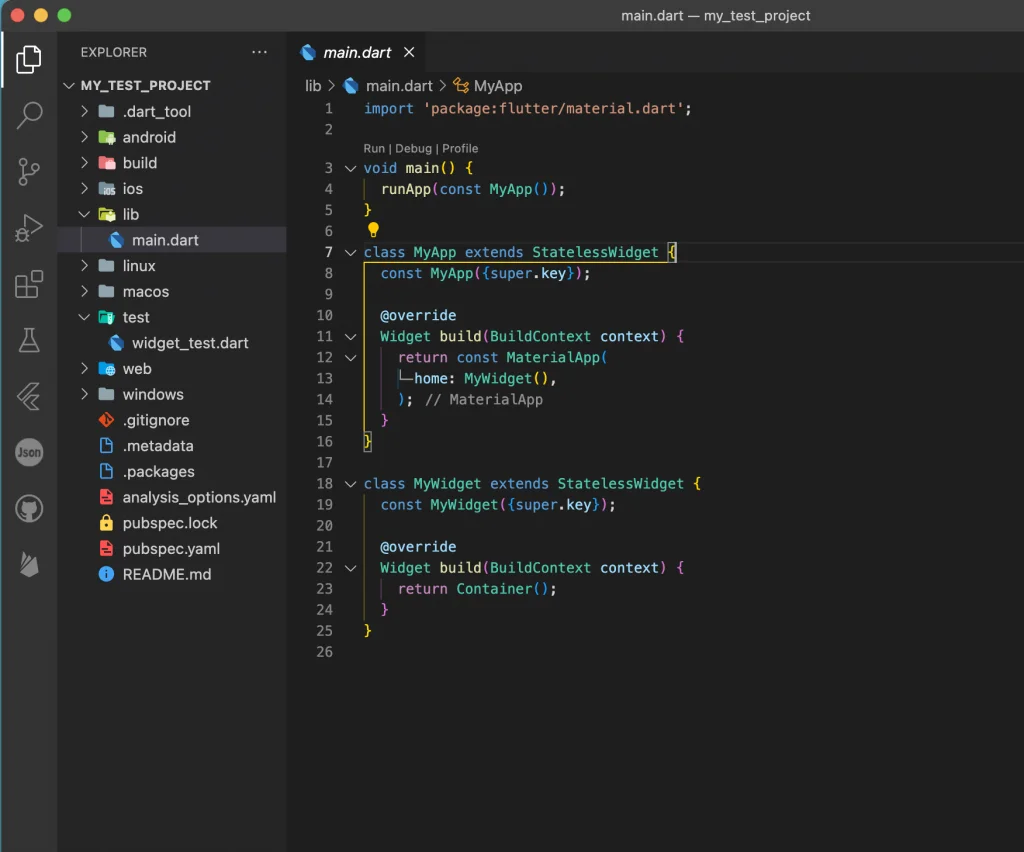 main.dart — my_test_project
EXPLORER
MY_TEST_PROJECT
.dart_tool
android
build
ios
lib
main.dart
linux
macos
test
widget_test.dart
web
windows
.gitignore
.metadata
.packages
analysis_options.yaml
pubspec.lock
pubspec.yaml
README.md
Json
main.dart
lib > main.dart > MyApp
1 import 'package:flutter/material.dart';
2
Run | Debug | Profile
3 void main() {
4   runApp(const MyApp());
5 }
6
7 class MyApp extends StatelessWidget {
8   const MyApp({super.key});
9
10   @override
11   Widget build(BuildContext context) {
12     return const MaterialApp(
13       home: MyWidget(),
14     ); // MaterialApp
15   }
16 }
17
18 class MyWidget extends StatelessWidget {
19   const MyWidget({super.key});
20
21   @override
22   Widget build(BuildContext context) {
23     return Container();
24   }
25 }
26